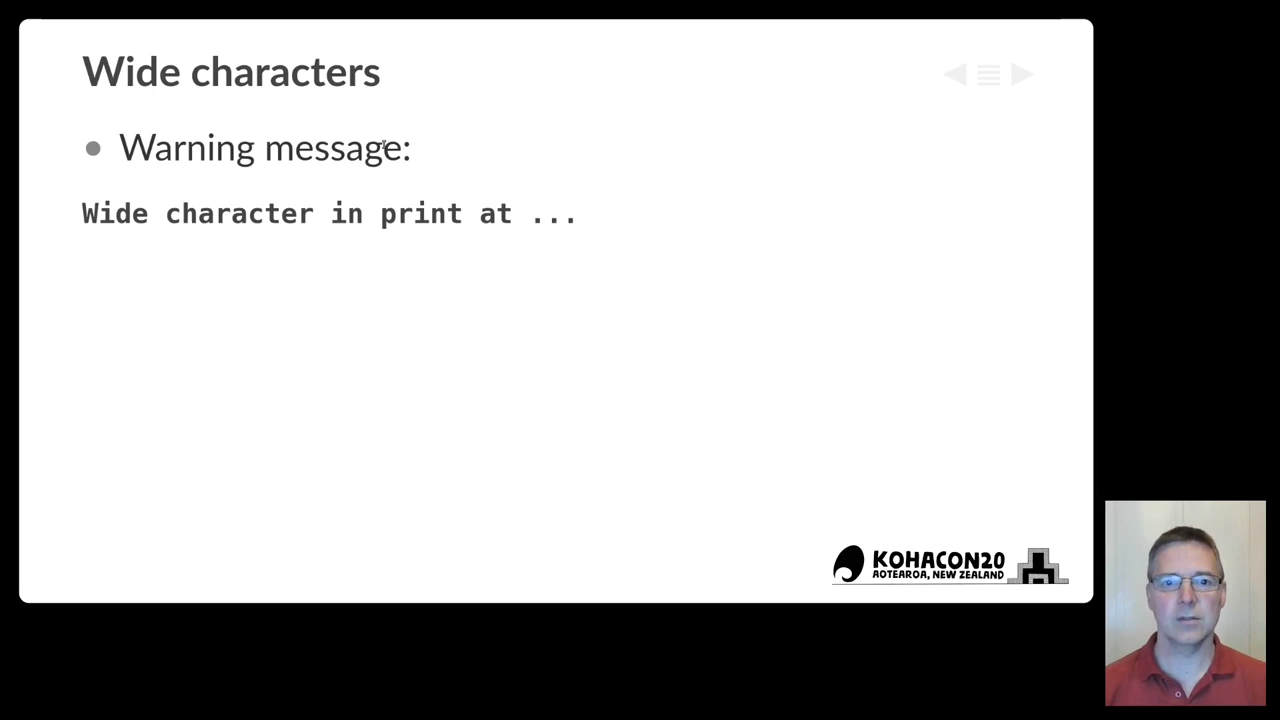 Wide characters
Warning message:
Wide character in print at ...
KOHACON20
AOTEAROA, NEW ZEALAND